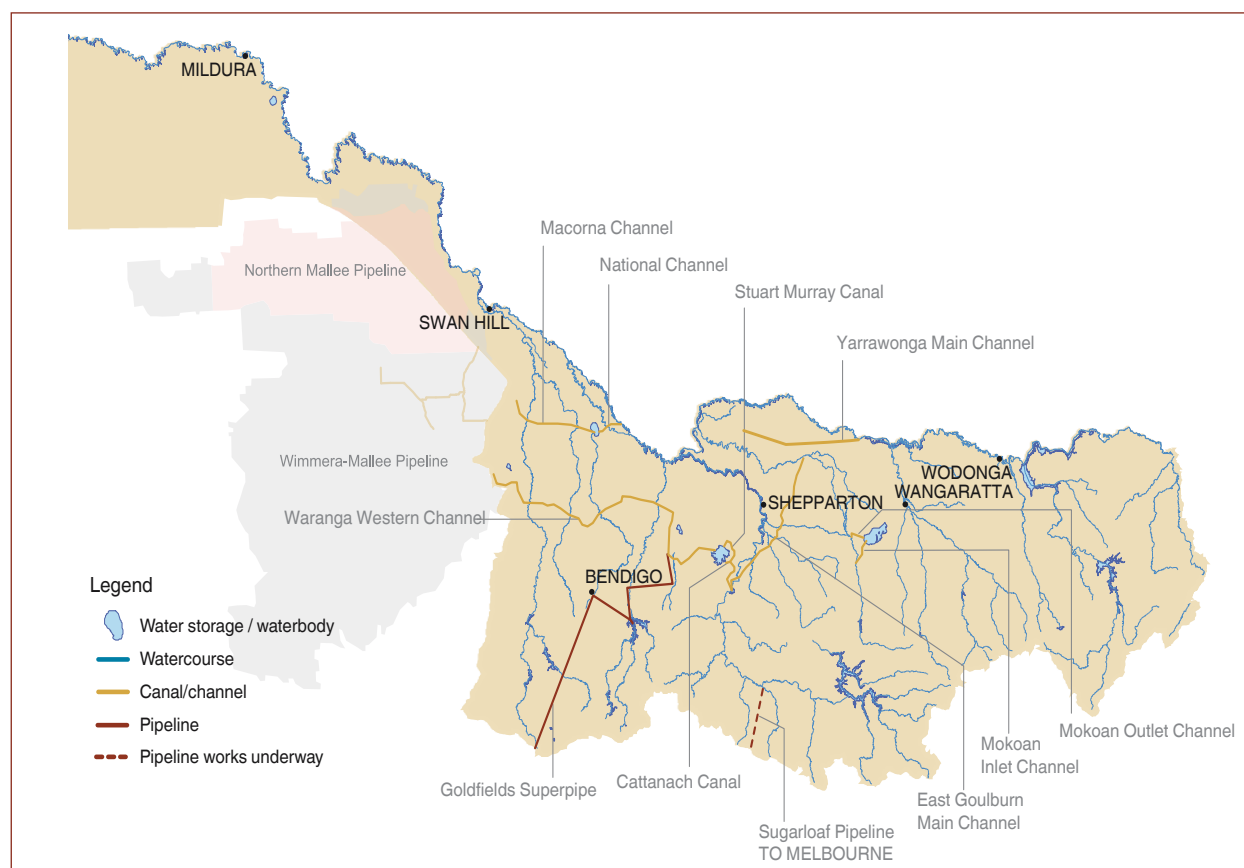 MILDURA
Macorna Channel
National Channel
Northern Mallee Pipeline
Stuart Murray Canal
SWAN HILL
Yarrawonga Main Channel
Wimmera-Mallee Pipeline
WODONGA
WANGARATTA
SHEPPARTON
Waranga Western Channel
BENDIGO
Legend
Water storage / waterbody
Watercourse
Canal/channel
Pipeline
Pipeline works underway
Goldfields Superpipe
Cattanach Canal
Sugarloaf Pipeline
TO MELBOURNE
East Goulburn
Main Channel
Mokoan
Inlet Channel
Mokoan Outlet Channel